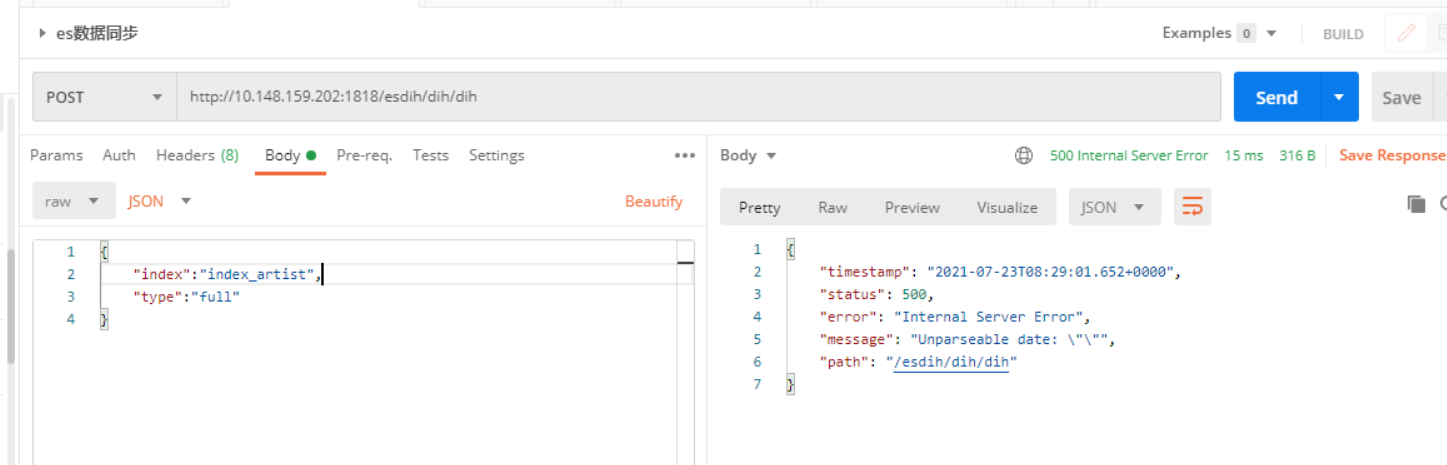 es数据同步
Examples 0 BUILD
POST http://10.148.159.202:1818/esdih/dih/dih Send Save
Params Auth Headers (8) Body Pre-req. Tests Settings
raw JSON Beautify
1 {
2 "index":"index_artist",
3 "type":"full"
4 }
Body 500 Internal Server Error 15 ms 316 B Save Response
Pretty Raw Preview Visualize JSON
1 {
2 "timestamp": "2021-07-23T08:29:01.652+0000",
3 "status": 500,
4 "error": "Internal Server Error",
5 "message": "Unparseable date: \"\"",
6 "path": "/esdih/dih/dih"
7 }